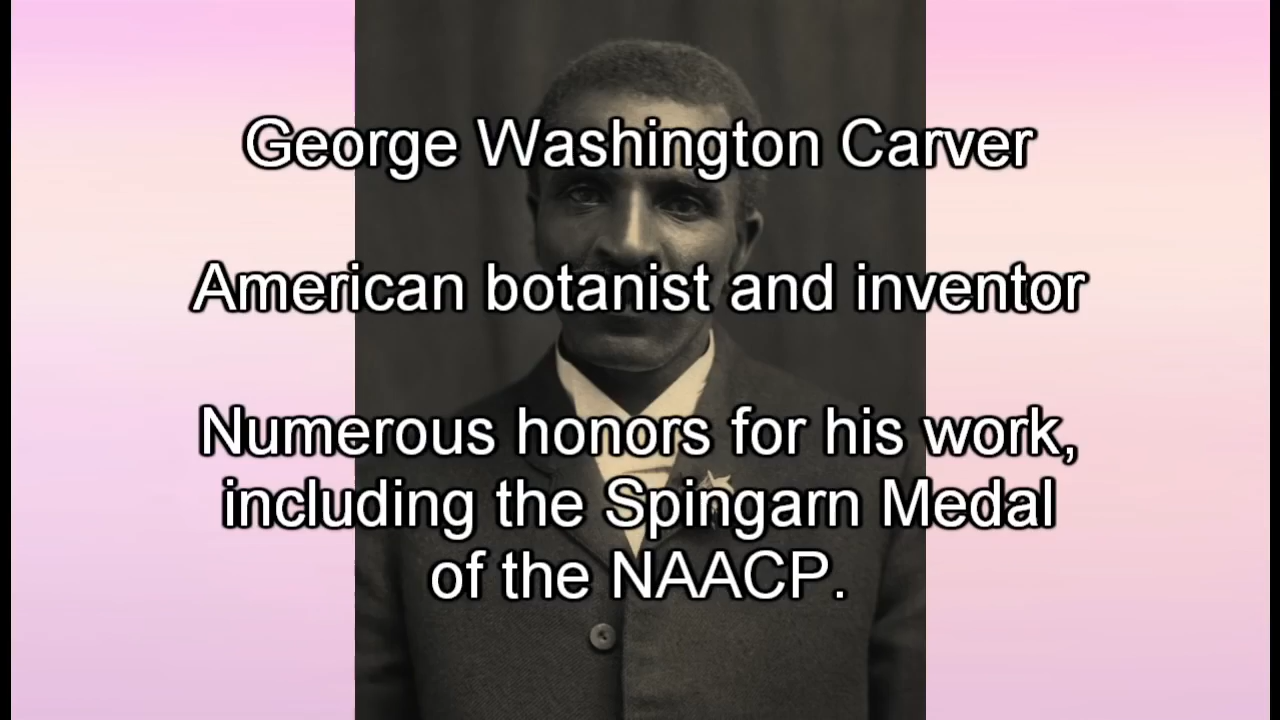 George Washington Carver
American botanist and inventor
Numerous honors for his work,
including the Spingarn Medal
of the NAACP.